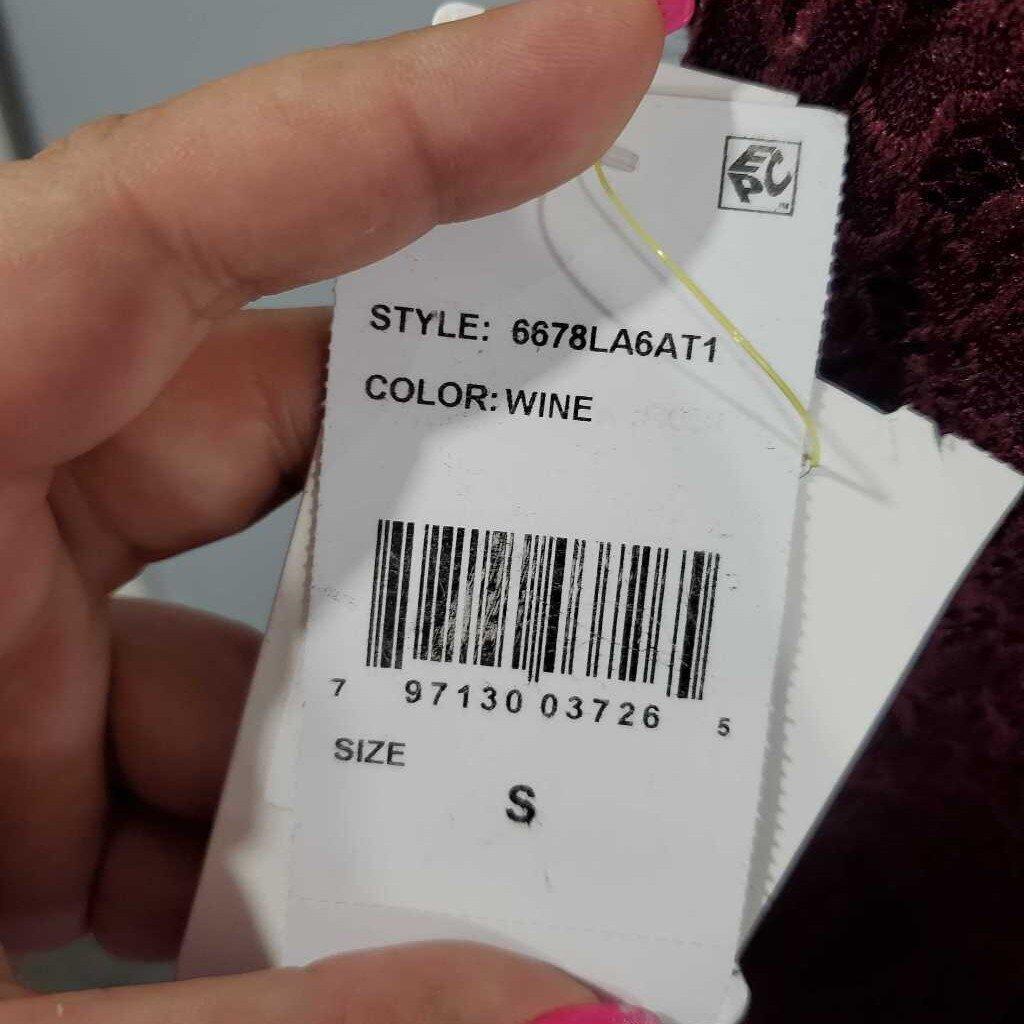 EPC
STYLE: 6678LA6AT1
COLOR: WINE
7 97130 03726 5
SIZE
S